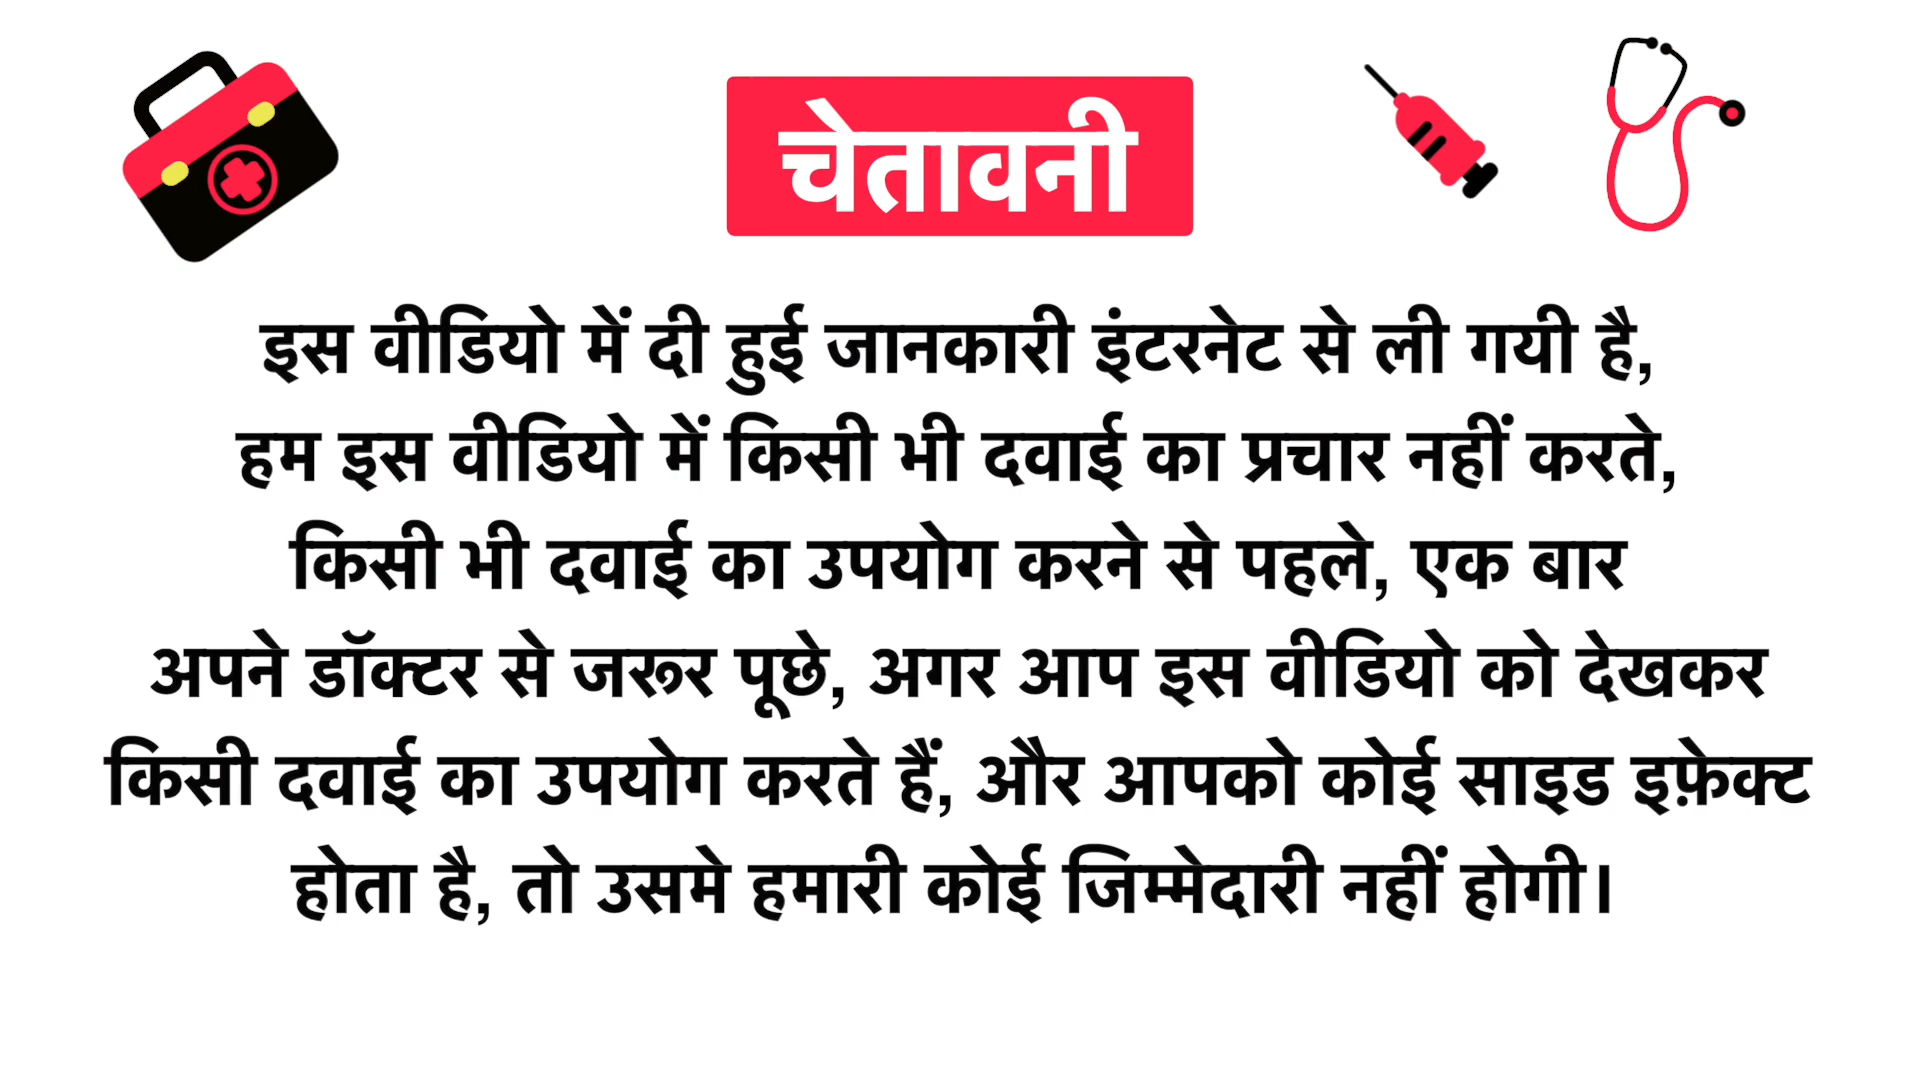 चेतावनी
इस वीडियो में दी हुई जानकारी इंटरनेट से ली गयी है,
हम इस वीडियो में किसी भी दवाई का प्रचार नहीं करते,
किसी भी दवाई का उपयोग करने से पहले, एक बार
अपने डॉक्टर से जरूर पूछे, अगर आप इस वीडियो को देखकर
किसी दवाई का उपयोग करते हैं, और आपको कोई साइड इफ़ेक्ट
होता है, तो उसमे हमारी कोई जिम्मेदारी नहीं होगी।